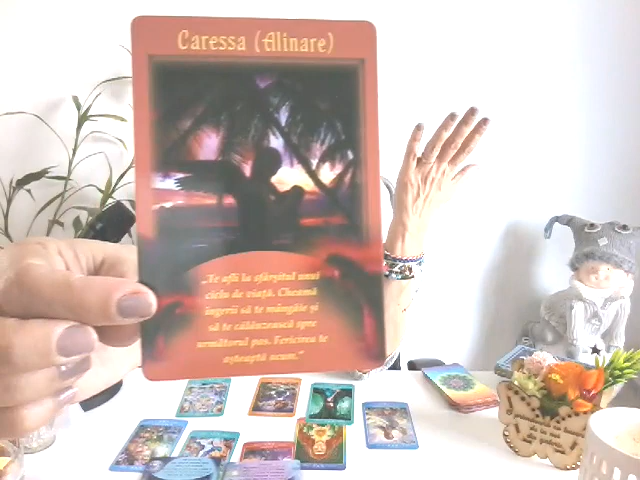 Caressa (Alinare)
„Te afli la sfârșitul unui
ciclu de viață. Cheamă
îngerii să te mângâie și
să te călăuzească spre
următorul pas. Fericirea te
așteaptă acum."